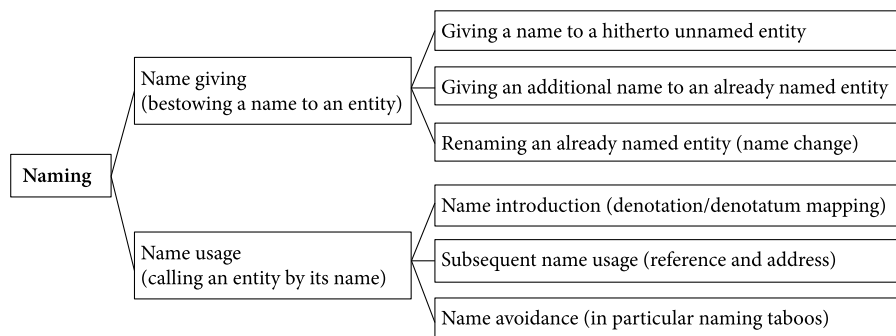 Naming
Name giving
(bestowing a name to an entity)
Giving a name to a hitherto unnamed entity
Giving an additional name to an already named entity
Renaming an already named entity (name change)
Name usage
(calling an entity by its name)
Name introduction (denotation/denotatum mapping)
Subsequent name usage (reference and address)
Name avoidance (in particular naming taboos)